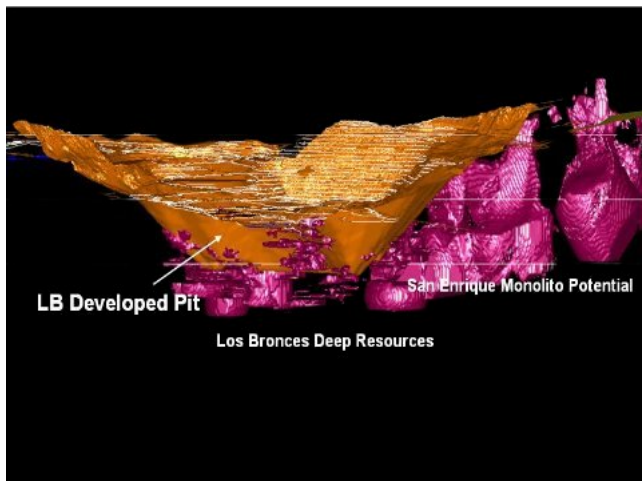 San Enrique Monolito Potential
LB Developed Pit
Los Bronces Deep Resources